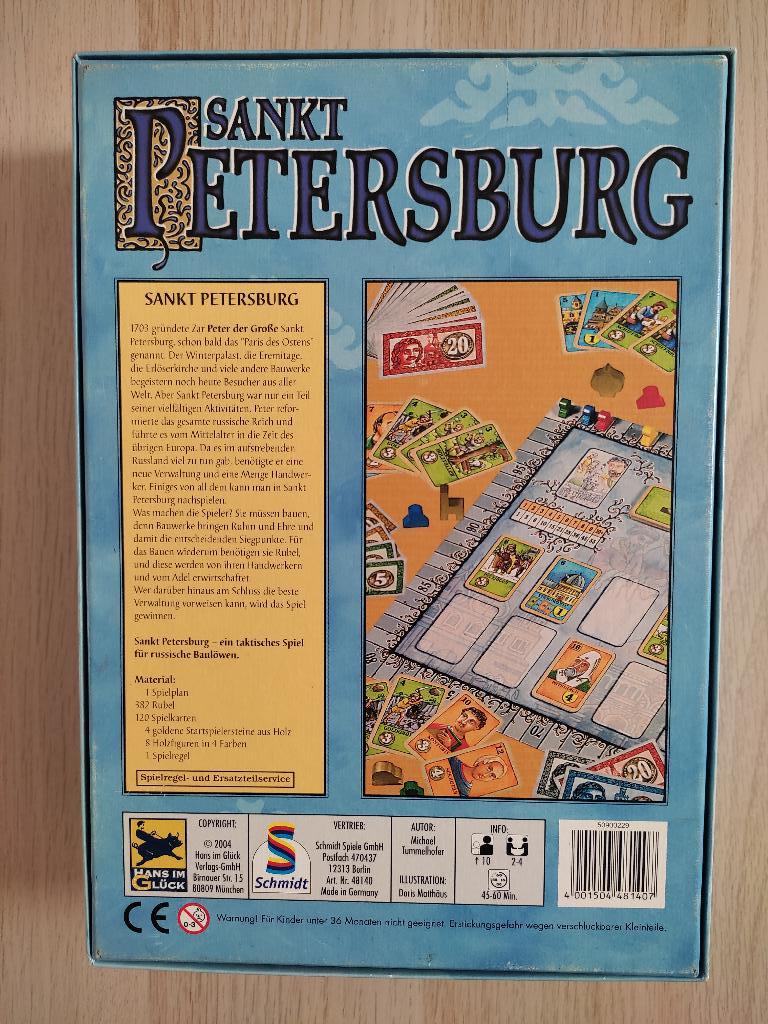 SANKT
PETERSBURG
SANKT PETERSBURG
1703 gründete Zar Peter der Große Sankt
Petersburg, schon bald das "Paris des Ostens"
genannt. Der Winterpalast, die Eremitage,
die Erlöserkirche und viele andere Bauwerke
begeistern noch heute Besucher aus aller
Welt. Aber Sankt Petersburg war nur ein Teil
seiner vielfältigen Aktivitäten. Peter refor-
mierte das gesamte russische Reich und
führte es vom Mittelalter in die Zeit des
übrigen Europa. Da es im aufstrebenden
Russland viel zu tun gab, benötigte er eine
neue Verwaltung und eine Menge Handwer-
ker. Einiges von all dem kann man in Sankt
Petersburg nachspielen.
Was machen die Spieler? Sie müssen bauen,
denn Bauwerke bringen Ruhm und Ehre und
damit die entscheidenden Siegpunkte. Für
das Bauen wiederum benötigen sie Rubel,
und diese werden von ihren Handwerkern
und vom Adel erwirtschaftet.
Wer darüber hinaus am Schluss die beste
Verwaltung vorweisen kann, wird das Spiel
gewinnen.
Sankt Petersburg – ein taktisches Spiel
für russische Baulöwen.
Material:
1 Spielplan
382 Rubel
120 Spielkarten
4 goldene Startspielersteine aus Holz
8 Holzfiguren in 4 Farben
1 Spielregel
Spielregel- und Ersatzteilservice
20
5
20
HANS IM
GLÜCK
COPYRIGHT:
© 2004
Hans im Glück
Verlags-GmbH
Birnauer Str. 15
80809 München
Schmidt
VERTRIEB:
Schmidt Spiele GmbH
Postfach 470437
12313 Berlin
Art. Nr. 48140
Made in Germany
AUTOR:
Michael
Tummelhofer
ILLUSTRATION:
Doris Matthäus
INFO:
↑ 10
2-4
45-60 Min.
50900229
4 001504 481407
CE
0-3
Warnung! Für Kinder unter 36 Monaten nicht geeignet. Erstickungsgefahr wegen verschluckbarer Kleinteile.